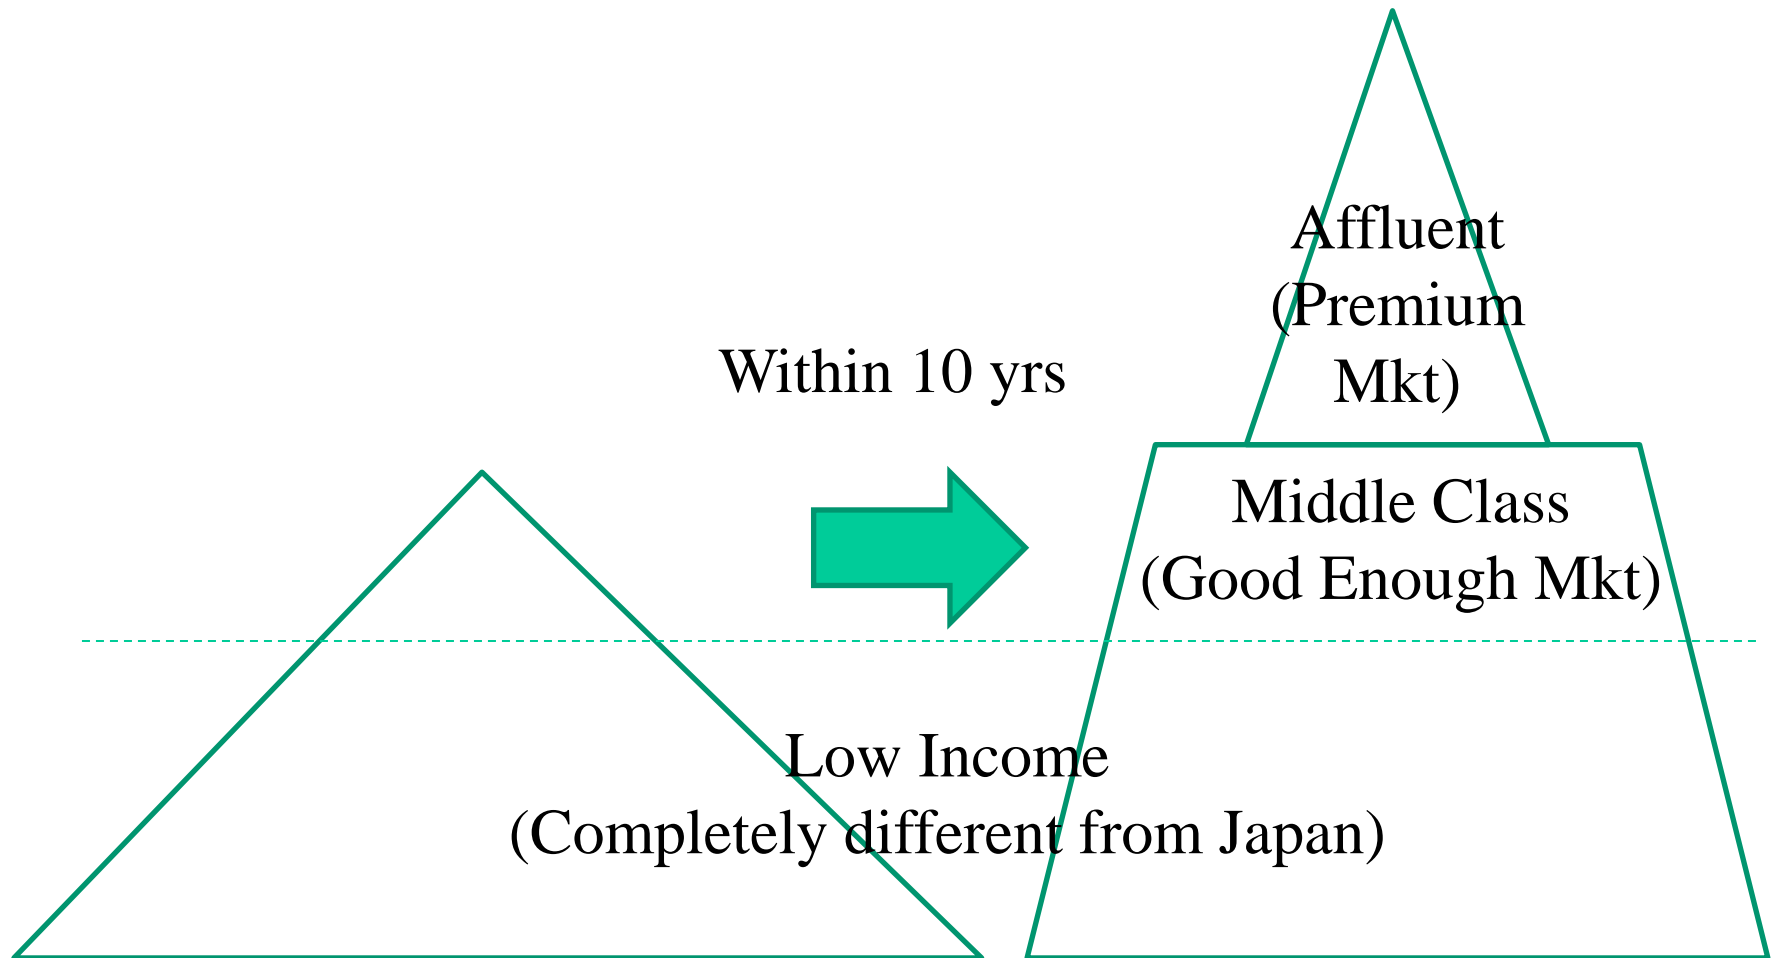 Affluent
(Premium
Mkt)
Within 10 yrs
Middle Class
(Good Enough Mkt)
Low Income
(Completely different from Japan)